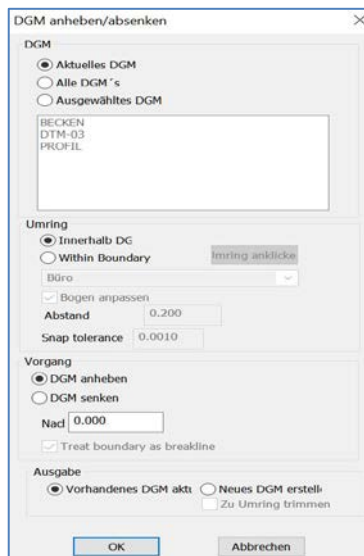 DGM anheben/absenken
DGM
Aktuelles DGM
Alle DGM´s
Ausgewähltes DGM
BECKEN
DTM-03
PROFIL
Umring
Innerhalb DG
Within Boundary
Imring anklicke
Büro
Bogen anpassen
Abstand 0.200
Snap tolerance 0.0010
Vorgang
DGM anheben
DGM senken
Nacl 0.000
Treat boundary as breakline
Ausgabe
Vorhandenes DGM aktu Neues DGM erstelle
Zu Umring trimmen
OK Abbrechen